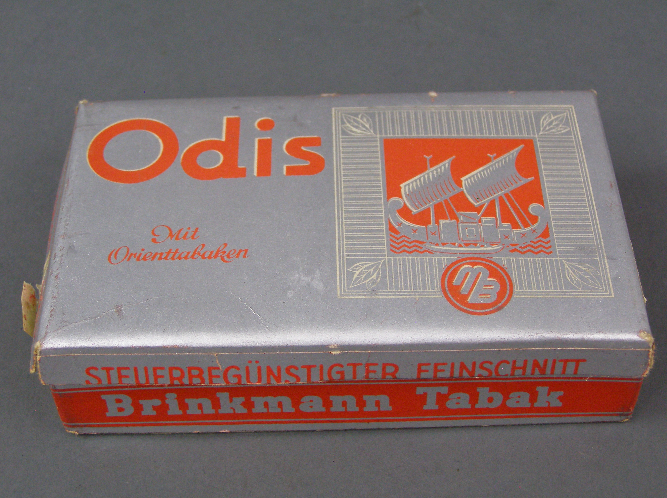 Odis
Mit
Orienttabaken
MB
STEUERBEGÜNSTIGTER FEINSCHNITT
Brinkmann Tabak